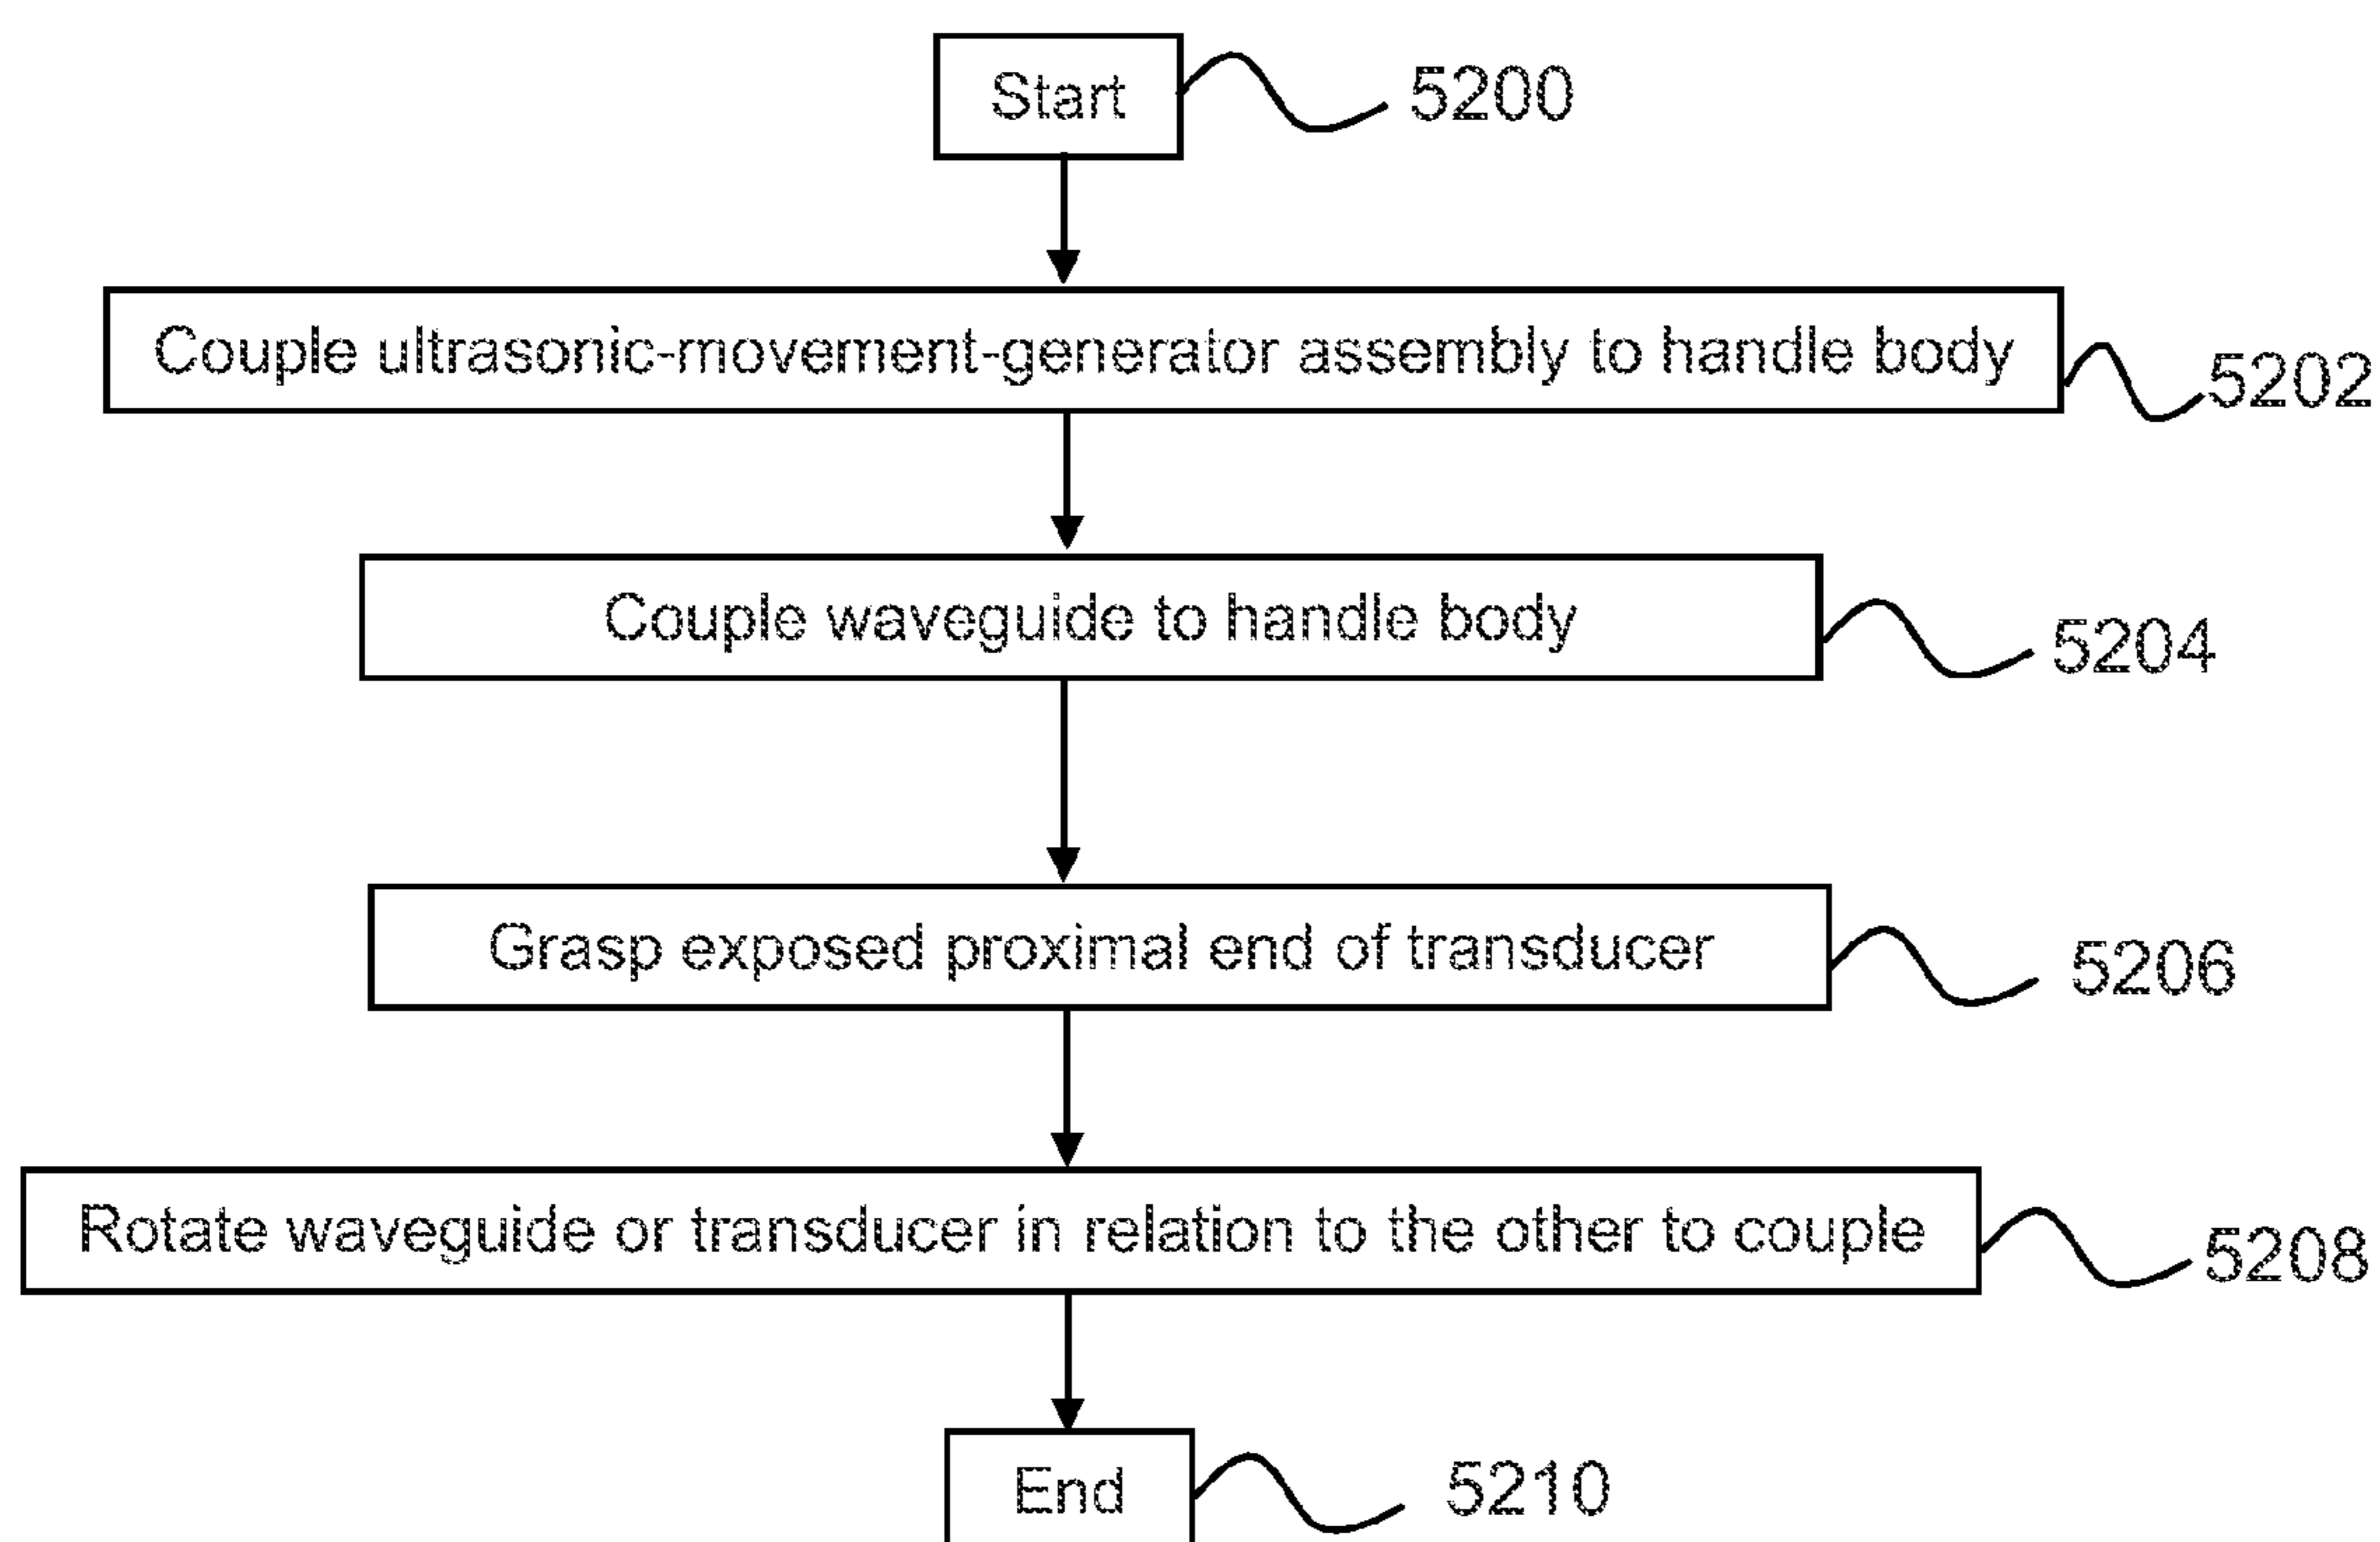 Start
5200
Couple ultrasonic-movement-generator assembly to handle body
5202
Couple waveguide to handle body
5204
Grasp exposed proximal end of transducer
5206
Rotate waveguide or transducer in relation to the other to couple
5208
End
5210